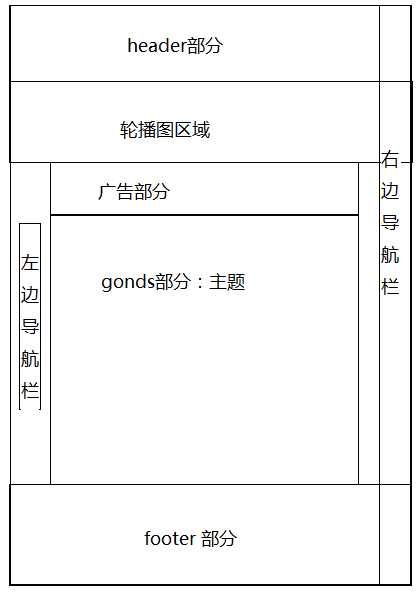 header部分
轮播图区域
广告部分
gonds部分：主题
左边导航栏
右边导航栏
footer 部分